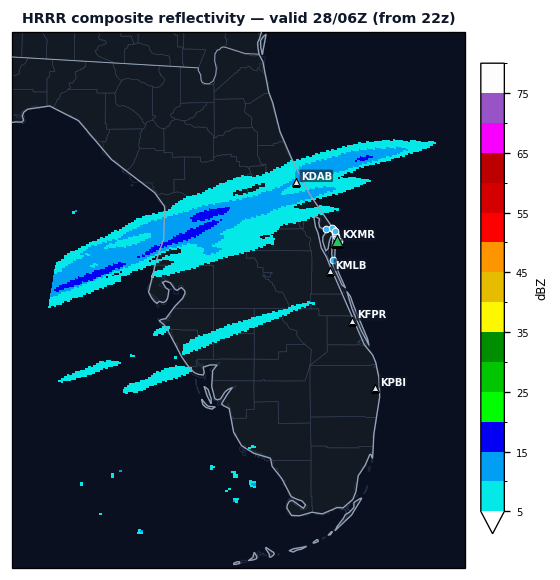 HRRR composite reflectivity — valid 28/06Z (from 22z)
75
65
KDAB
55
KXMR
KMLB
45
dBZ
KFPR
35
KPBI
25
15
5